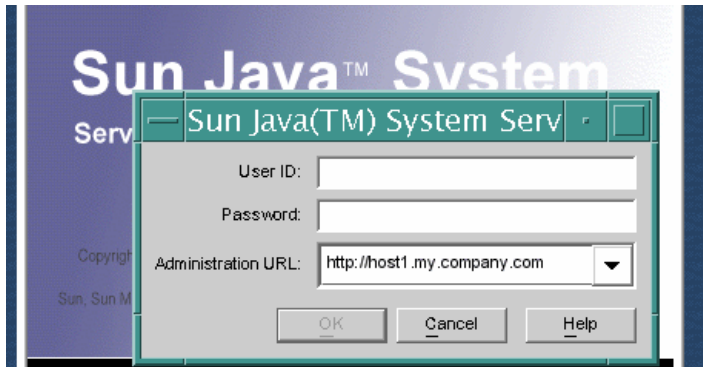 Sun Java™ System
Serv
Sun Java(TM) System Serv
User ID:
Password:
Administration URL: http://host1.my.company.com
OK Cancel Help
Copyrigh
Sun, Sun M